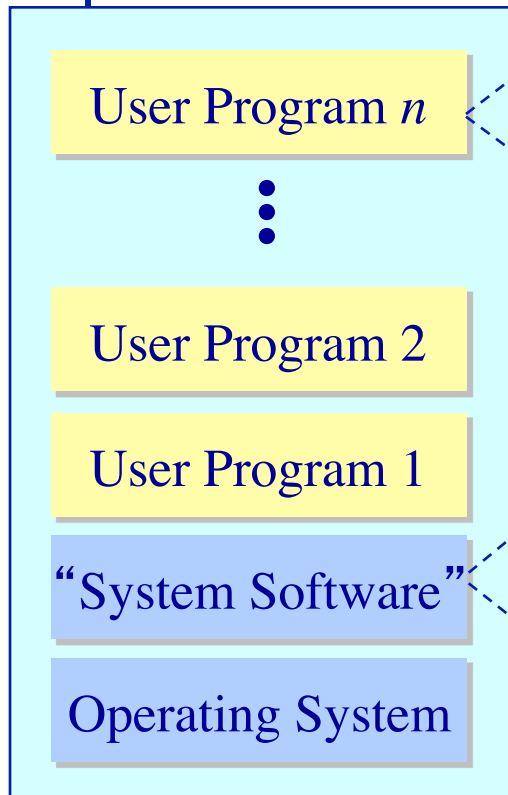 User Program n
User Program 2
User Program 1
“System Software”
Operating System